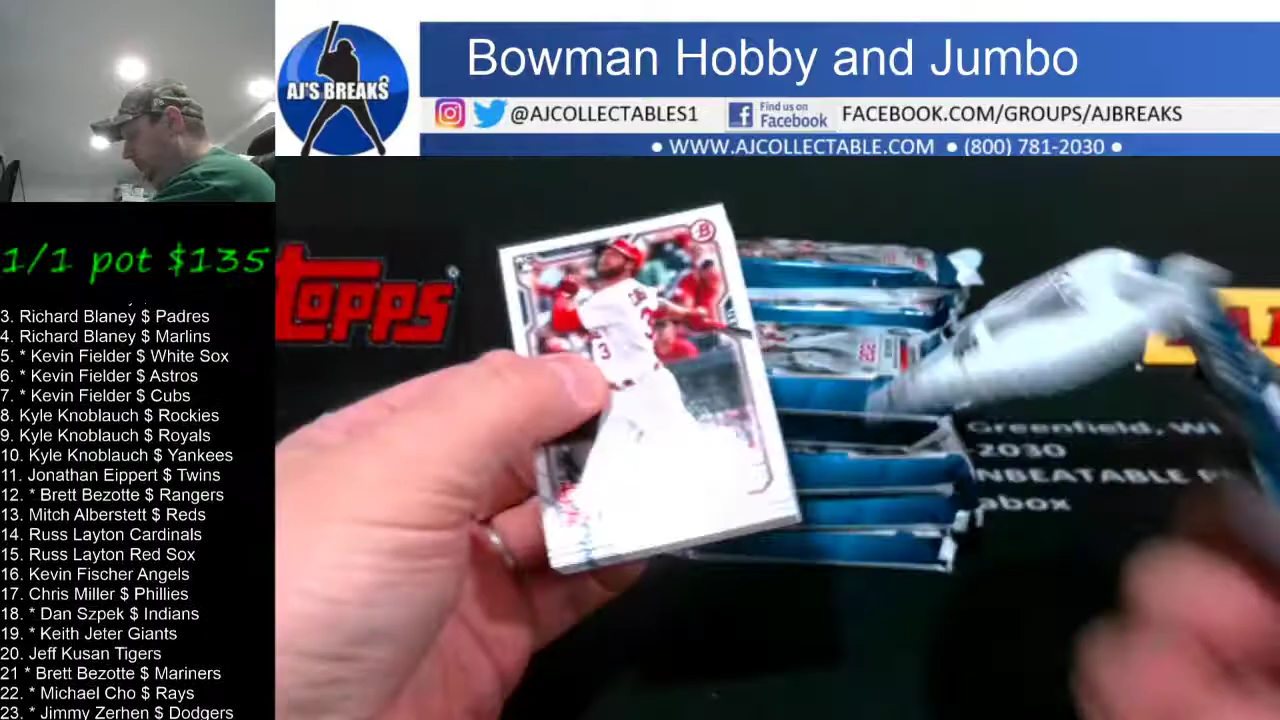 AJ'S BREAKS
Bowman Hobby and Jumbo
@AJCOLLECTABLES1
Find us on
Facebook
FACEBOOK.COM/GROUPS/AJBREAKS
• WWW.AJCOLLECTABLE.COM • (800) 781-2030 •
1/1 pot $135
3. Richard Blaney $ Padres
4. Richard Blaney $ Marlins
5. * Kevin Fielder $ White Sox
6. * Kevin Fielder $ Astros
7. * Kevin Fielder $ Cubs
8. Kyle Knoblauch $ Rockies
9. Kyle Knoblauch $ Royals
10. Kyle Knoblauch $ Yankees
11. Jonathan Eippert $ Twins
12. * Brett Bezotte $ Rangers
13. Mitch Alberstett $ Reds
14. Russ Layton Cardinals
15. Russ Layton Red Sox
16. Kevin Fischer Angels
17. Chris Miller $ Phillies
18. * Dan Szpek $ Indians
19. * Keith Jeter Giants
20. Jeff Kusan Tigers
21 * Brett Bezotte $ Mariners
22. * Michael Cho $ Rays
23. * Jimmy Zerhen $ Dodgers
Topps
B
3
Greenfield, WI
-2030
NBEATABLE P
abox